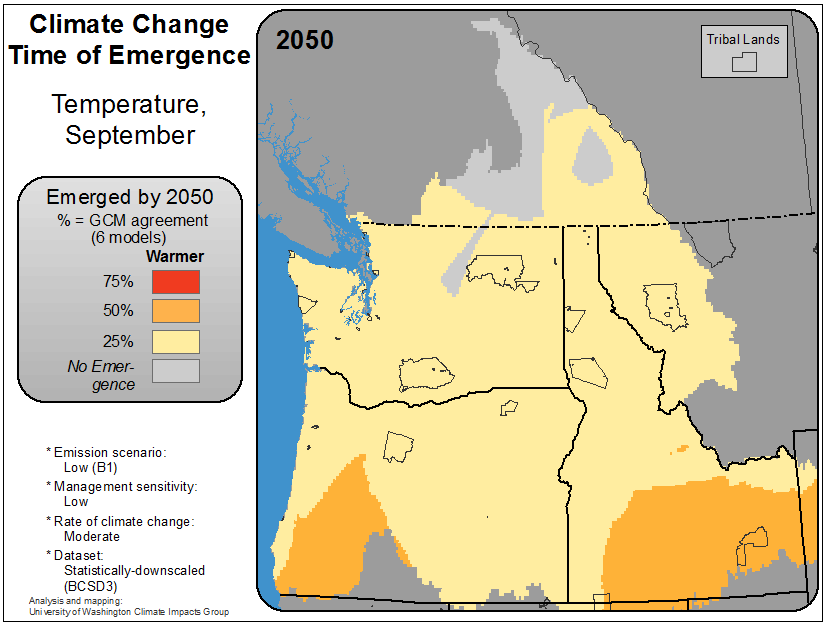 Climate Change
Time of Emergence
Temperature,
September
Emerged by 2050
% = GCM agreement
(6 models)
Warmer
75%
50%
25%
No Emer-
gence
* Emission scenario:
Low (B1)
* Management sensitivity:
Low
* Rate of climate change:
Moderate
* Dataset:
Statistically-downscaled
(BCSD3)
Analysis and mapping:
University of Washington Climate Impacts Group
2050
Tribal Lands